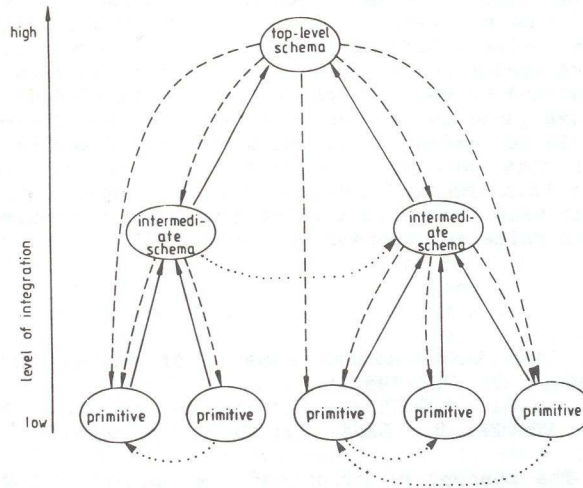 high
top-level
schema
intermedi-
ate
schema
intermedi-
ate
schema
level of integration
primitive
primitive
primitive
primitive
primitive
low